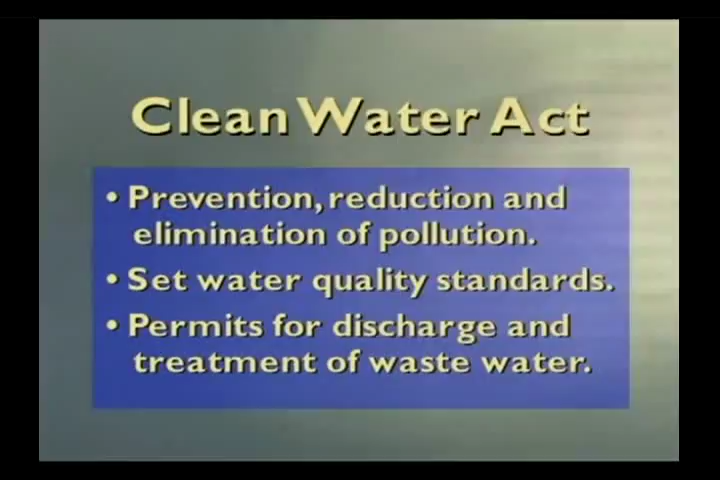 Clean Water Act
• Prevention, reduction and
elimination of pollution.
• Set water quality standards.
• Permits for discharge and
treatment of waste water.